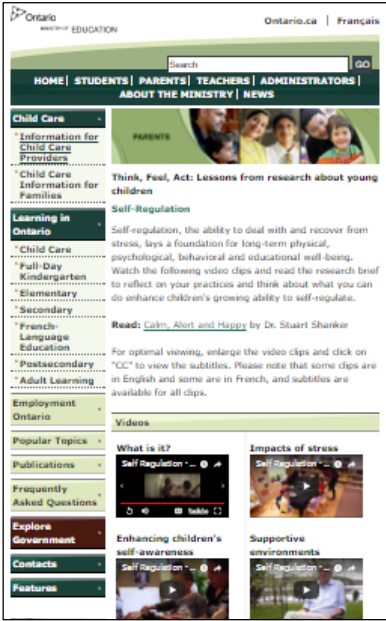 Ontario
MINISTRY OF EDUCATION
Ontario.ca | Français
Search
GO
HOME| STUDENTS| PARENTS| TEACHERS| ADMINISTRATORS|
ABOUT THE MINISTRY| NEWS
Child Care
Information for
Child Care
Providers
Child Care
Information for
Families
Learning in
Ontario
Child Care
Full-Day
Kindergarten
Elementary
Secondary
French-
Language
Education
Postsecondary
Adult Learning
Employment
Ontario
Popular Topics
Publications
Frequently
Asked Questions
Explore
Government
Contacts
Features
PARENTS
Think, Feel, Act: Lessons from research about young
children
Self-Regulation
Self-regulation, the ability to deal with and recover from
stress, lays a foundation for long-term physical,
psychological, behavioral and educational well-being.
Watch the following video clips and read the research brief
to reflect on your practices and think about what you can
do enhance children's growing ability to self-regulate.
Read: Calm, Alert and Happy by Dr. Stuart Shanker
For optimal viewing, enlarge the video clips and click on
"CC" to view the subtitles. Please note that some clips are
in English and some are in French, and subtitles are
available for all clips.
Videos
What is it?
Self Regulation - ...
YouTube
Impacts of stress
Self Regulation - ...
Enhancing children's
self-awareness
Self Regulation - ...
Supportive
environments
Self Regulation - ...